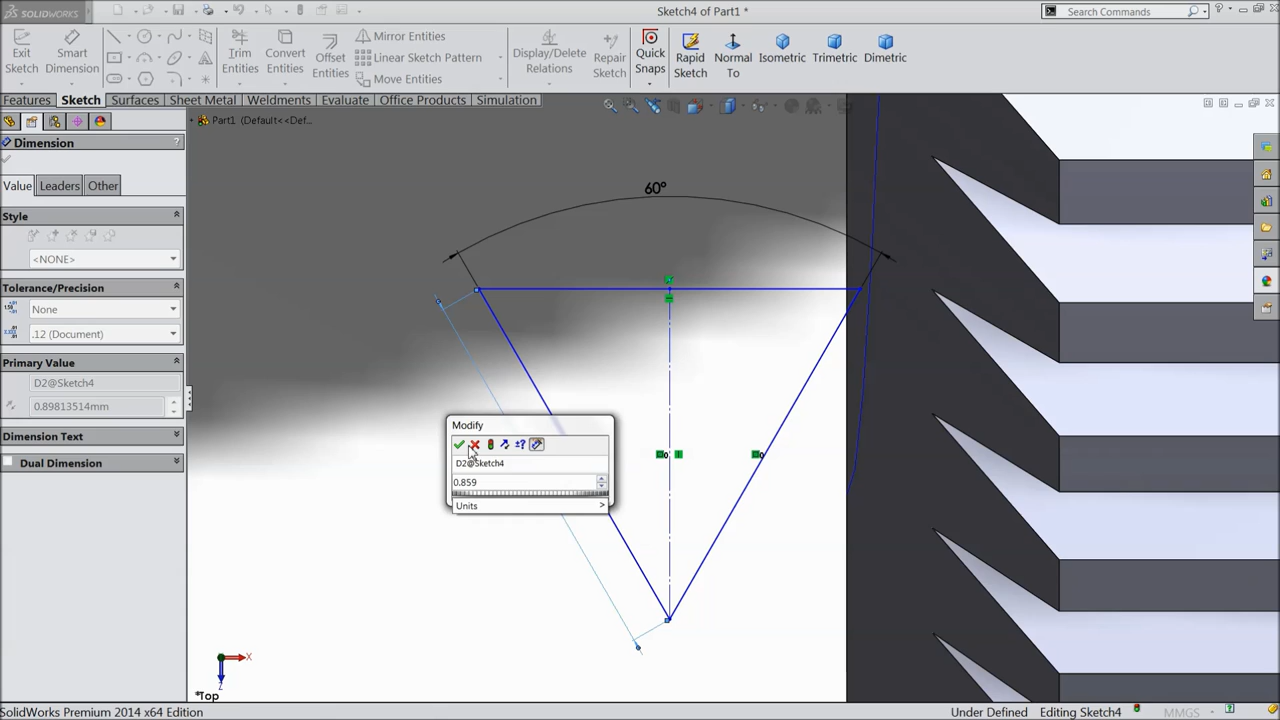 SOLIDWORKS
Sketch4 of Part1 *
Search Commands
Exit Sketch
Smart Dimension
Trim Entities
Convert Entities
Offset Entities
Mirror Entities
Linear Sketch Pattern
Move Entities
Display/Delete Relations
Repair Sketch
Quick Snaps
Rapid Sketch
Normal To
Isometric
Trimetric
Dimetric
Features Sketch Surfaces Sheet Metal Weldments Evaluate Office Products Simulation
Part1 (Default<<Def...
Dimension
?
Value Leaders Other
Style
<NONE>
Tolerance/Precision
None
.12 (Document)
Primary Value
D2@Sketch4
0.89813514mm
Dimension Text
Dual Dimension
60°
Modify
D2@Sketch4
0.859
Units >
X
Z
*Top
SolidWorks Premium 2014 x64 Edition
Under Defined
Editing Sketch4
MMGS